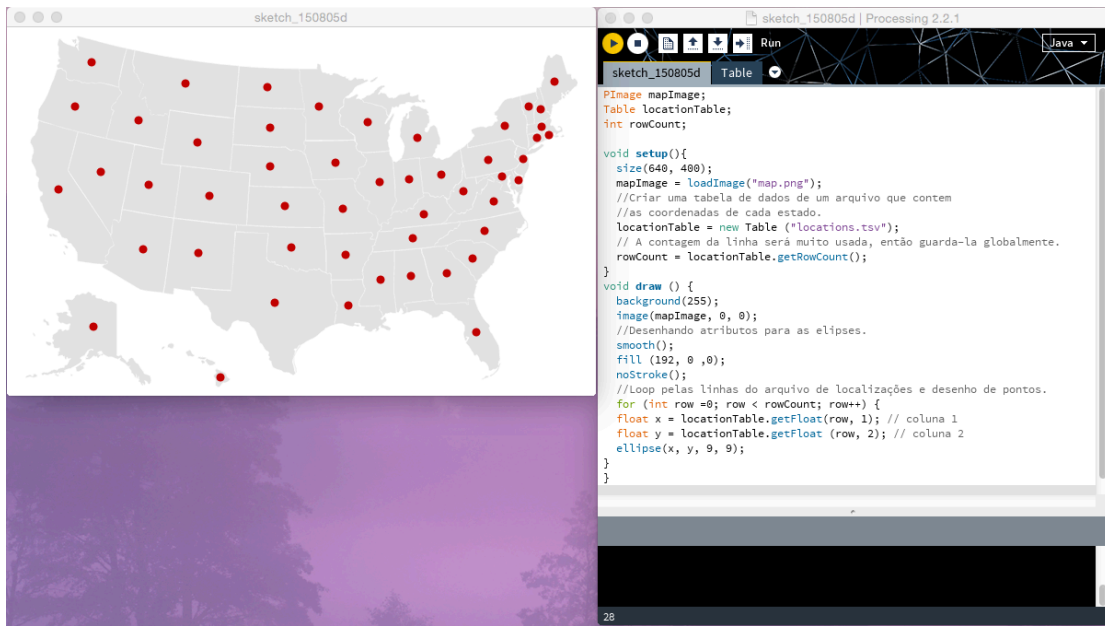 sketch_150805d
sketch_150805d | Processing 2.2.1
Run
Java
sketch_150805d
Table
PImage mapImage;
Table locationTable;
int rowCount;
void setup(){
size(640, 400);
mapImage = loadImage("map.png");
//Criar uma tabela de dados de um arquivo que contem
//as coordenadas de cada estado.
locationTable = new Table ("locations.tsv");
// A contagem da linha será muito usada, então guarda-la globalmente.
rowCount = locationTable.getRowCount();
}
void draw () {
background(255);
image(mapImage, 0, 0);
//Desenhando atributos para as elipses.
smooth();
fill (192, 0 ,0);
noStroke();
//Loop pelas linhas do arquivo de localizações e desenho de pontos.
for (int row =0; row < rowCount; row++) {
float x = locationTable.getFloat(row, 1); // coluna 1
float y = locationTable.getFloat (row, 2); // coluna 2
ellipse(x, y, 9, 9);
}
}
28